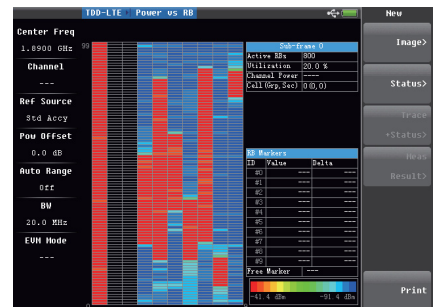 TDD-LTE Power vs RB
New
Center Freq
1.8900 GHz
Channel
---
Ref Source
Std Accy
Pow Offset
0.0 dB
Auto Range
Off
BW
20.0 MHz
EVM Mode
---
99
0
Sub-frame 0
Active RBs 800
Utilization 20.0 %
Channel Power ----
Cell(Grp,Sec) 0(0,0)
RB Markers
ID Value Delta
#0 --- ---
#1 --- ---
#2 --- ---
#3 --- ---
#4 --- ---
#5 --- ---
#6 --- ---
#7 --- ---
#8 --- ---
#9 --- ---
Free Marker ---
-41.4 dBm -91.4 dBm
Image>
Status>
Trace
+Status>
Meas
Result>
Print